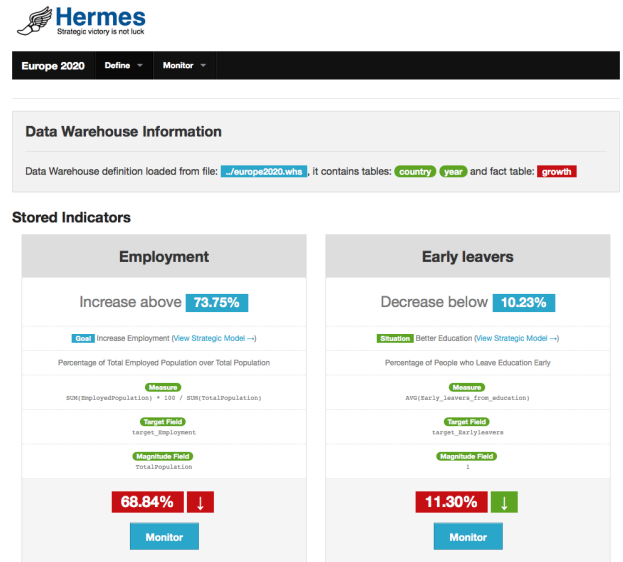 Hermes
Strategic victory is not luck
Europe 2020 Define Monitor
Data Warehouse Information
Data Warehouse definition loaded from file: ../europe2020.whs , it contains tables: country year and fact table: growth
Stored Indicators
Employment
Increase above 73.75%
Goal Increase Employment (View Strategic Model →)
Percentage of Total Employed Population over Total Population
Measure
SUM(EmployedPopulation) * 100 / SUM(TotalPopulation)
Target Field
target_Employment
Magnitude Field
TotalPopulation
68.84% ↓
Monitor
Early leavers
Decrease below 10.23%
Situation Better Education (View Strategic Model →)
Percentage of People who Leave Education Early
Measure
AVG(Early_leavers_from_education)
Target Field
target_Earlyleavers
Magnitude Field
1
11.30% ↓
Monitor